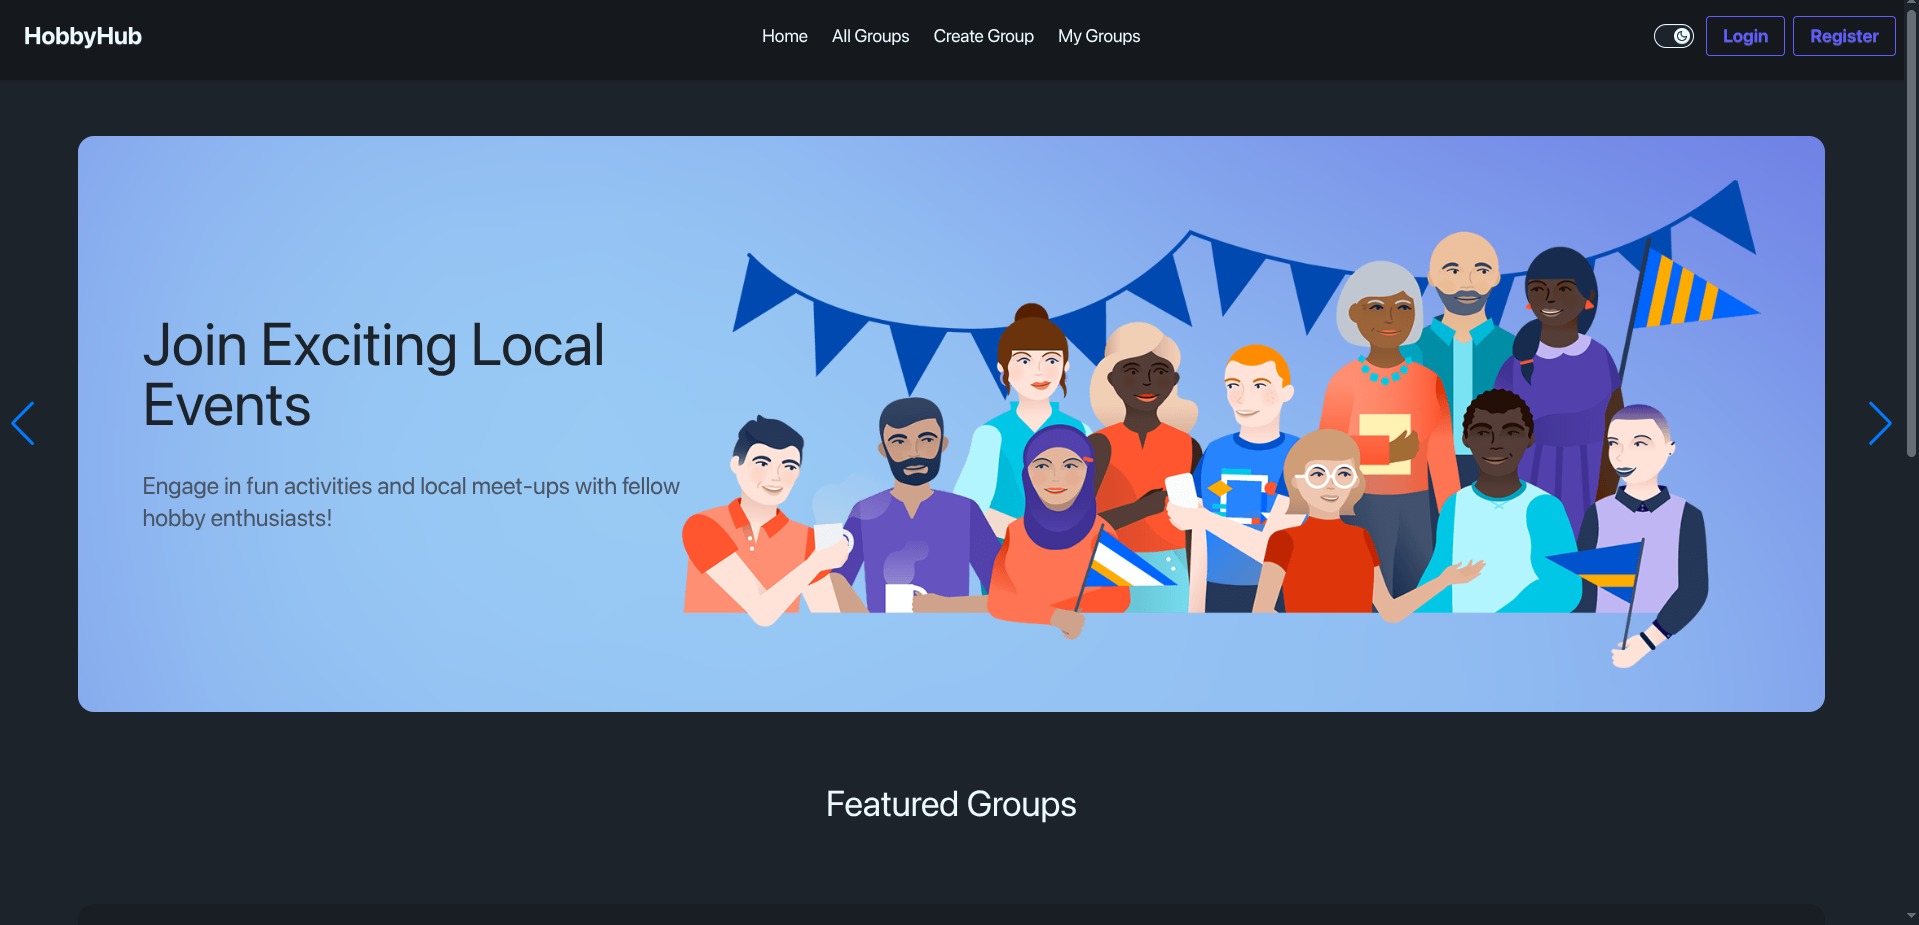 HobbyHub
Home All Groups Create Group My Groups
Login Register
Join Exciting Local
Events
Engage in fun activities and local meet-ups with fellow
hobby enthusiasts!
Featured Groups